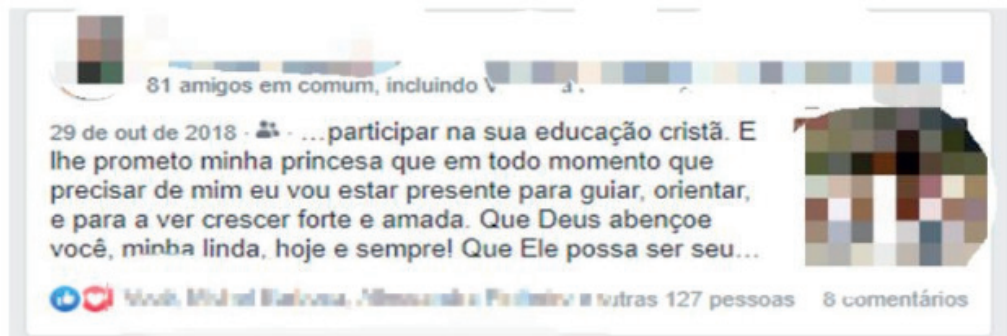 81 amigos em comum, incluindo
29 de out de 2018 · · …participar na sua educação cristã. E
lhe prometo minha princesa que em todo momento que
precisar de mim eu vou estar presente para guiar, orientar,
e para a ver crescer forte e amada. Que Deus abençoe
você, minha linda, hoje e sempre! Que Ele possa ser seu…
e outras 127 pessoas 8 comentários